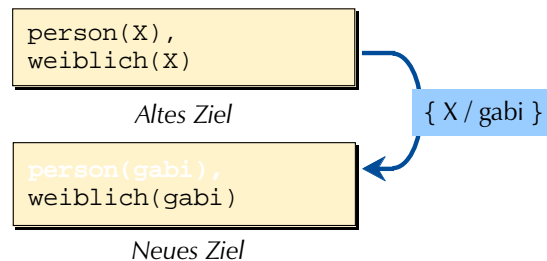 person(X),
weiblich(X)
Altes Ziel
{ X / gabi }
person(gabi),
weiblich(gabi)
Neues Ziel